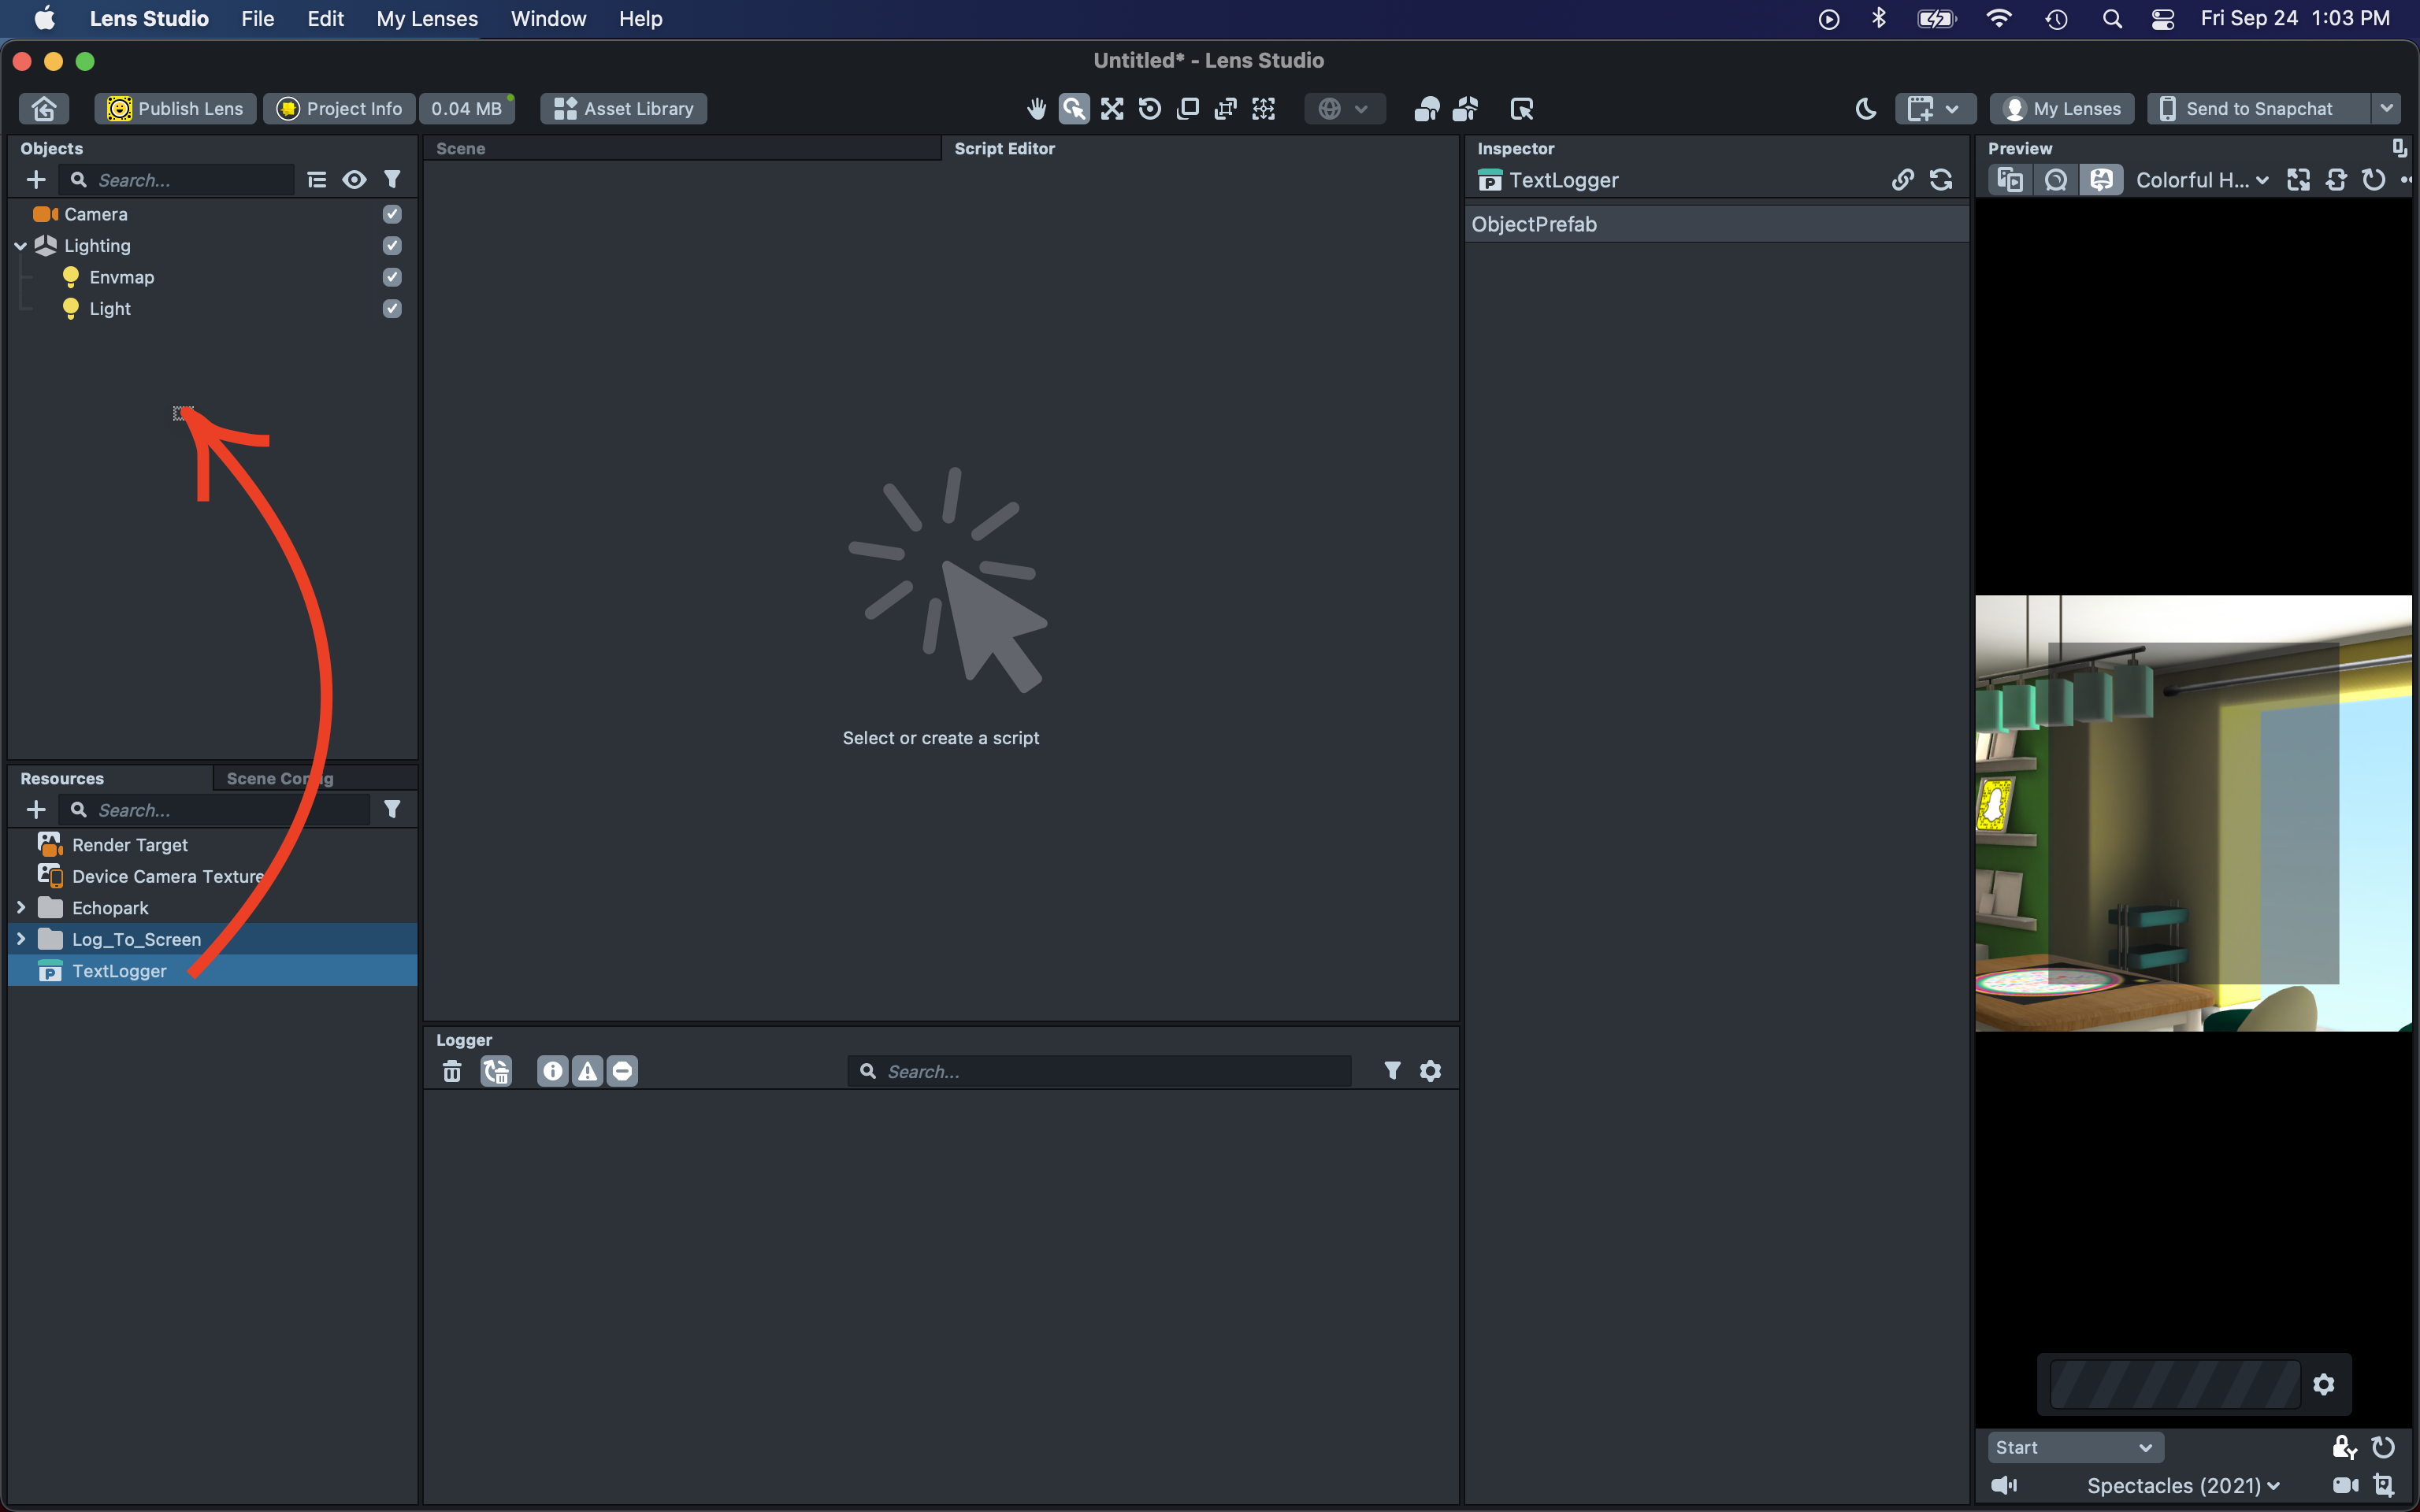 Lens Studio File Edit My Lenses Window Help Fri Sep 24 1:03 PM
Untitled* - Lens Studio
Publish Lens Project Info 0.04 MB Asset Library My Lenses Send to Snapchat
Objects
Search...
Camera
Lighting
Envmap
Light
Resources Scene
Search...
Render Target
Device Camera Texture
Echopark
Log_To_Screen
TextLogger
P
Scene Script Editor
Select or create a script
Logger
Search...
Inspector
P TextLogger
ObjectPrefab
Preview
Colorful H...
Start
Spectacles (2021)